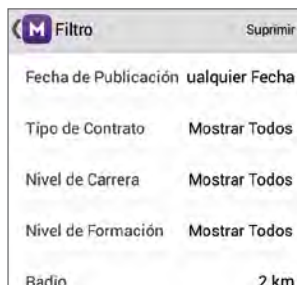 M Filtro Suprimir
Fecha de Publicación ualquier Fecha
Tipo de Contrato Mostrar Todos
Nivel de Carrera Mostrar Todos
Nivel de Formación Mostrar Todos
Radio 2 km